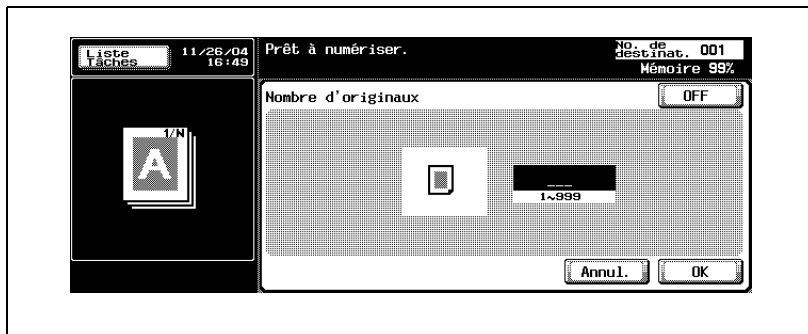 Liste
Tâches
11/26/04
16:49
Prêt à numériser.
No. de
destinat. 001
Mémoire 99%
Nombre d'originaux
OFF
1/N
A
___
1~999
Annul.
OK